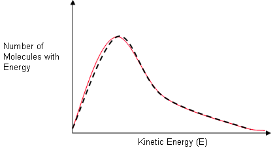 Number of
Molecules with
Energy
Kinetic Energy (E)